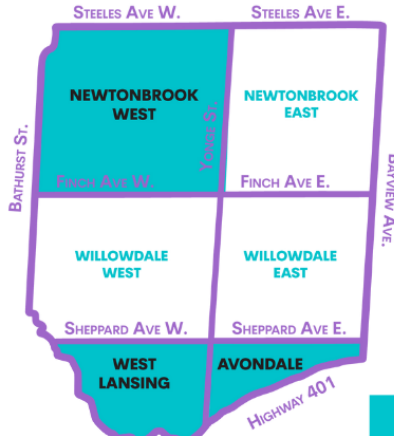 STEELES AVE W.
STEELES AVE E.
NEWTONBROOK
WEST
NEWTONBROOK
EAST
YONGE ST.
BATHURST ST.
BAYVIEW AVE.
FINCH AVE W.
FINCH AVE E.
WILLOWDALE
WEST
WILLOWDALE
EAST
SHEPPARD AVE W.
SHEPPARD AVE E.
WEST
LANSING
AVONDALE
HIGHWAY 401